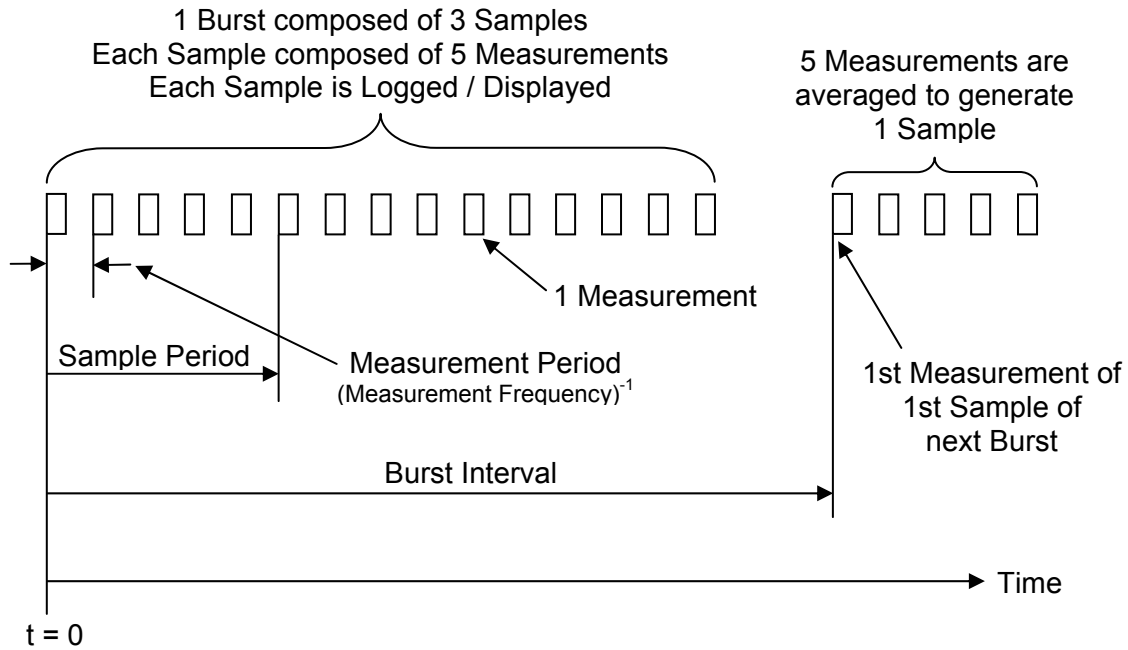 1 Burst composed of 3 Samples
Each Sample composed of 5 Measurements
Each Sample is Logged / Displayed
5 Measurements are
averaged to generate
1 Sample
1 Measurement
Sample Period
Measurement Period
(Measurement Frequency)-1
1st Measurement of
1st Sample of
next Burst
Burst Interval
Time
t = 0